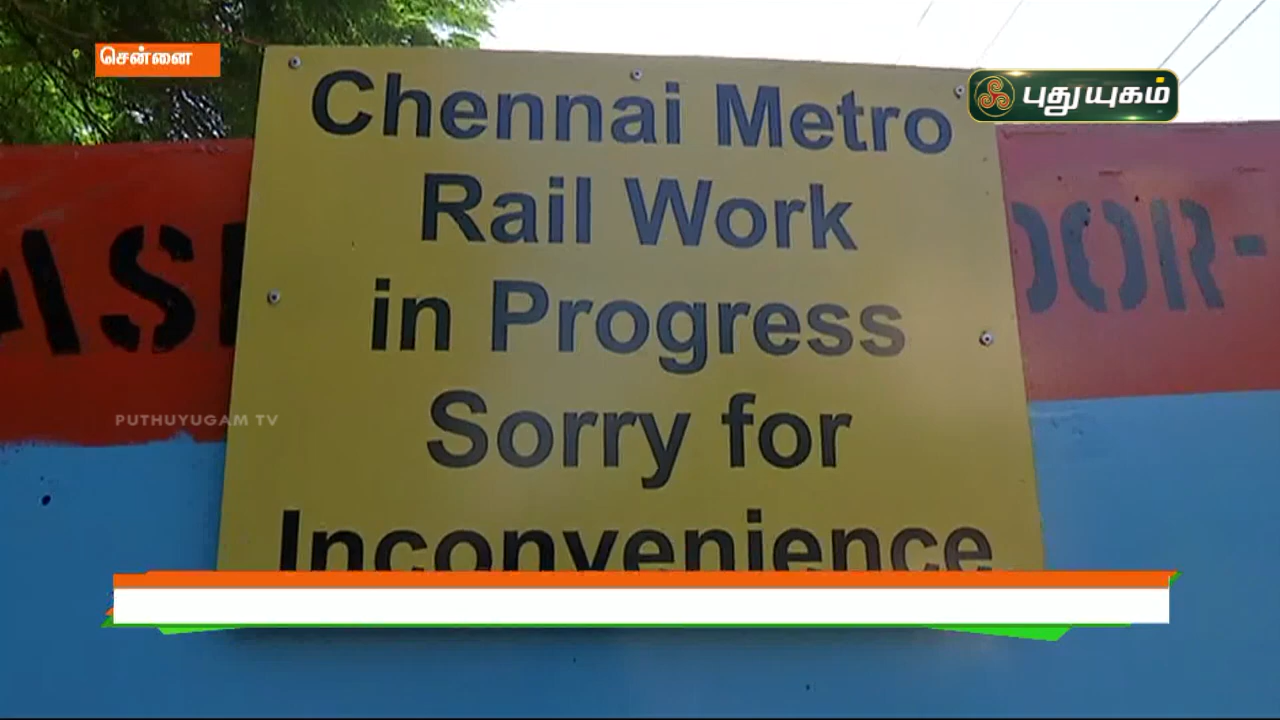 சென்னை
புதுயுகம்
Chennai Metro
Rail Work
in Progress
Sorry for
Inconvenience
PUTHUYUGAM TV